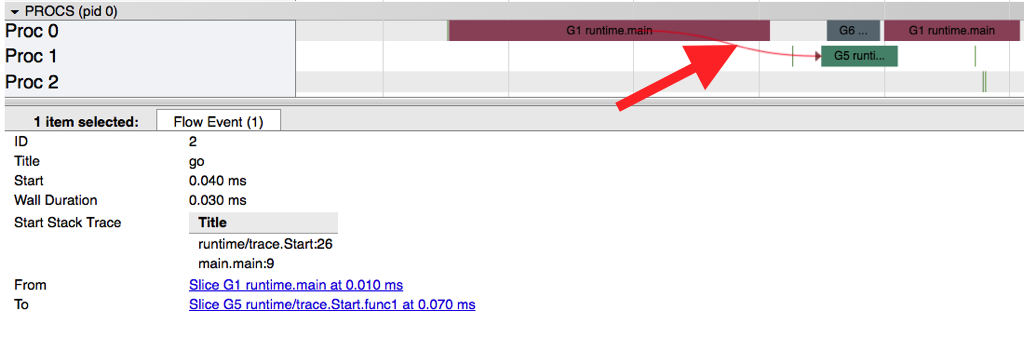 PROCS (pid 0)
Proc 0
G1 runtime.main
G6 ...
G1 runtime.main
Proc 1
G5 runti...
Proc 2
1 item selected:
Flow Event (1)
ID
2
Title
go
Start
0.040 ms
Wall Duration
0.030 ms
Start Stack Trace
Title
runtime/trace.Start:26
main.main:9
From
Slice G1 runtime.main at 0.010 ms
To
Slice G5 runtime/trace.Start.func1 at 0.070 ms